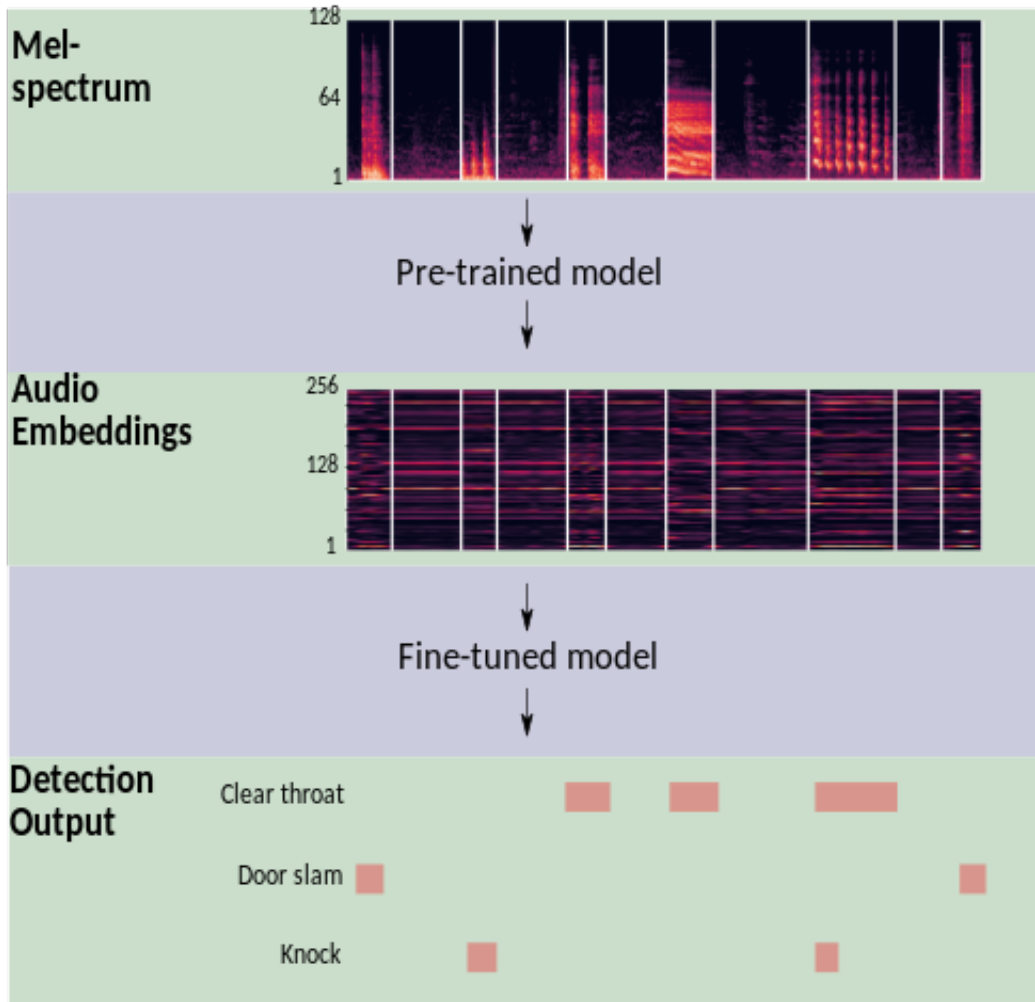 Mel-
spectrum
128
64
1
Pre-trained model
Audio
Embeddings
256
128
1
Fine-tuned model
Detection
Output
Clear throat
Door slam
Knock